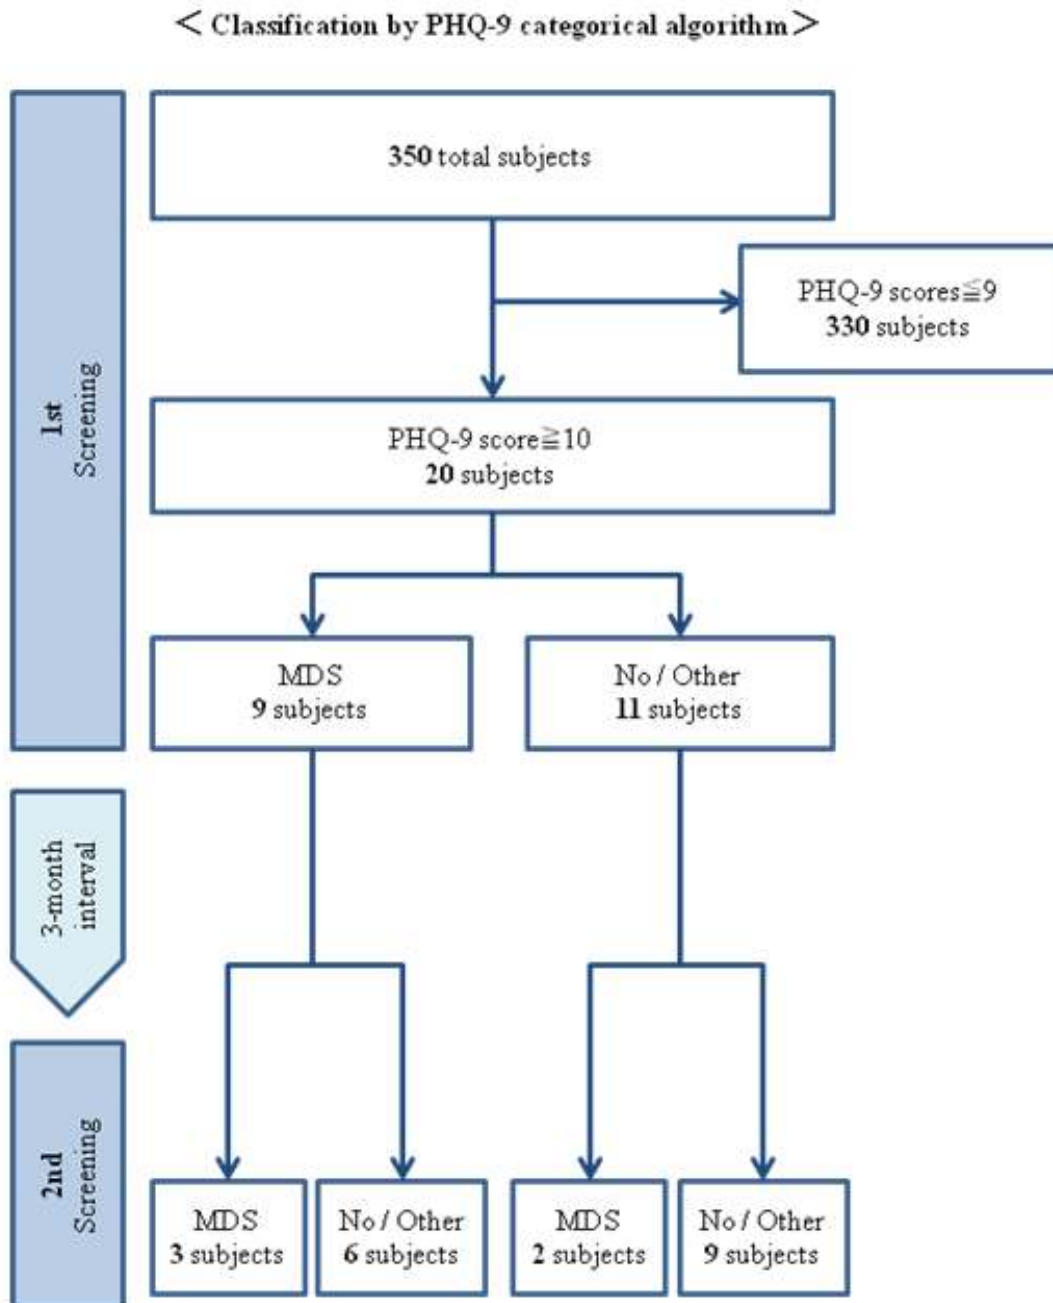 < Classification by PHQ-9 categorical algorithm >
350 total subjects
PHQ-9 scores≦9
330 subjects
1st
Screening
PHQ-9 score≧10
20 subjects
MDS
9 subjects
No / Other
11 subjects
3-month
interval
2nd
Screening
MDS
3 subjects
No / Other
6 subjects
MDS
2 subjects
No / Other
9 subjects